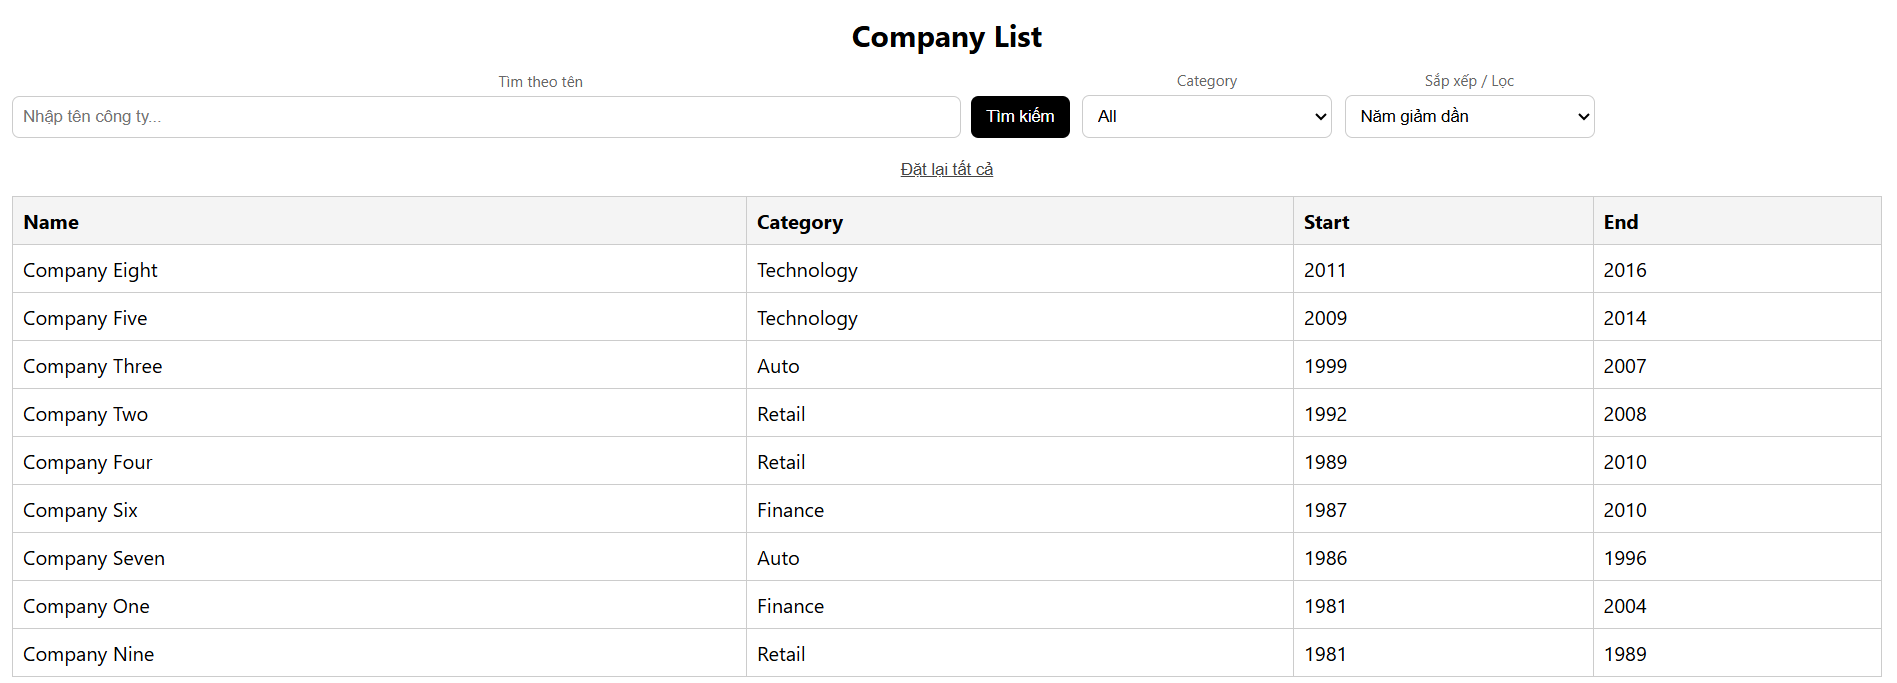 Company List
Tìm theo tên
Category
Sắp xếp / Lọc
Nhập tên công ty...
Tìm kiếm
All
Năm giảm dần
Đặt lại tất cả
Name Category Start End
Company Eight Technology 2011 2016
Company Five Technology 2009 2014
Company Three Auto 1999 2007
Company Two Retail 1992 2008
Company Four Retail 1989 2010
Company Six Finance 1987 2010
Company Seven Auto 1986 1996
Company One Finance 1981 2004
Company Nine Retail 1981 1989